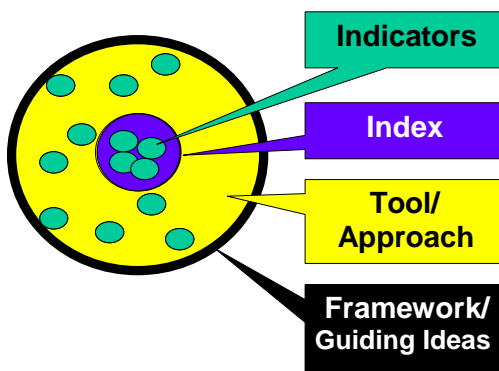 Indicators
Index
Tool/
Approach
Framework/
Guiding Ideas